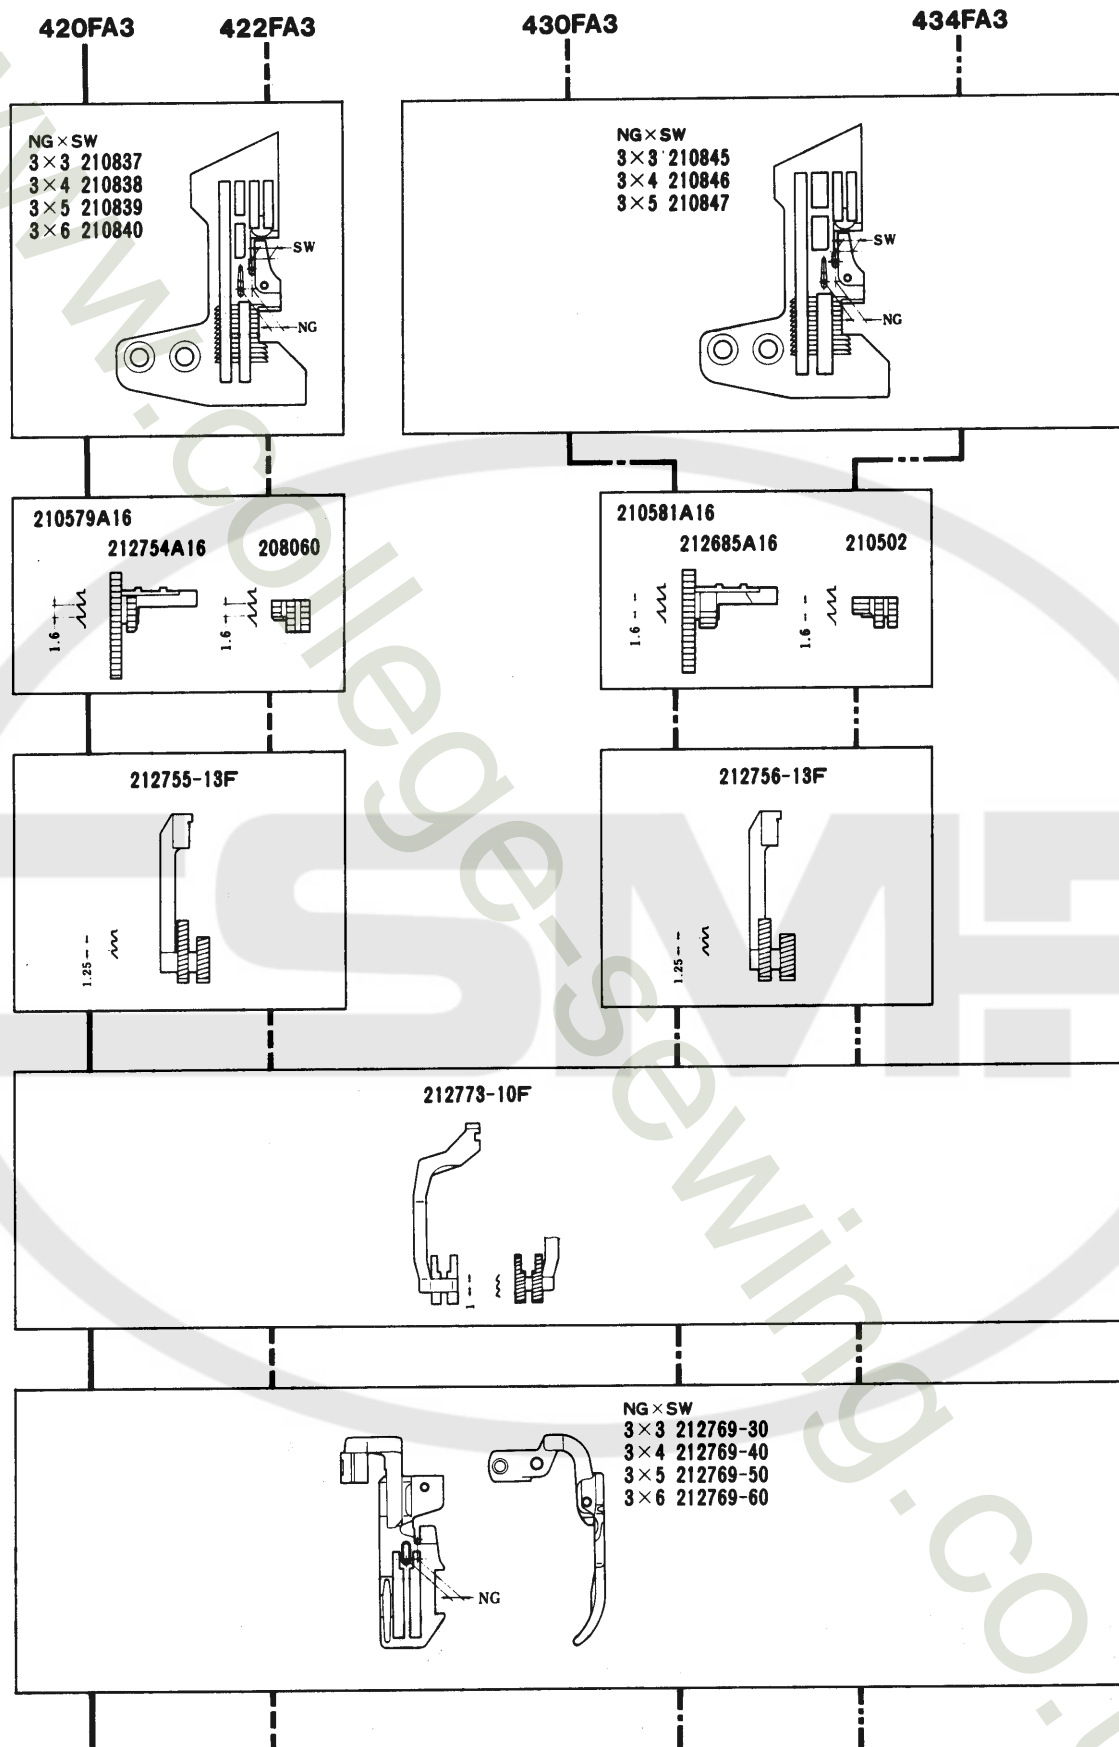 420FA3
422FA3
430FA3
434FA3
NG×SW
3×3 210837
3×4 210838
3×5 210839
3×6 210840
SW
NG
NG×SW
3×3 210845
3×4 210846
3×5 210847
SW
NG
210579A16
212754A16
208060
1.6
1.6
210581A16
212685A16
210502
1.6
1.6
212755-13F
1.25
212756-13F
1.25
212773-10F
1
NG×SW
3×3 212769-30
3×4 212769-40
3×5 212769-50
3×6 212769-60
NG
www.college-sewing.co.u